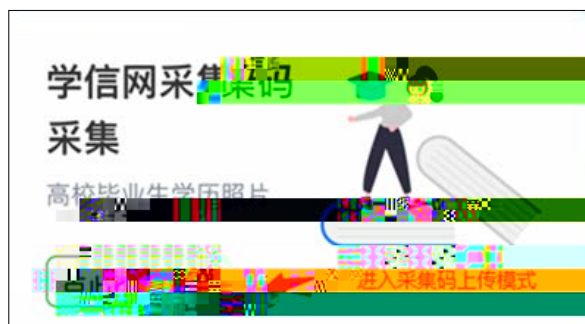 学信网采集码
采集
高校毕业生学历照片
进入采集码上传模式